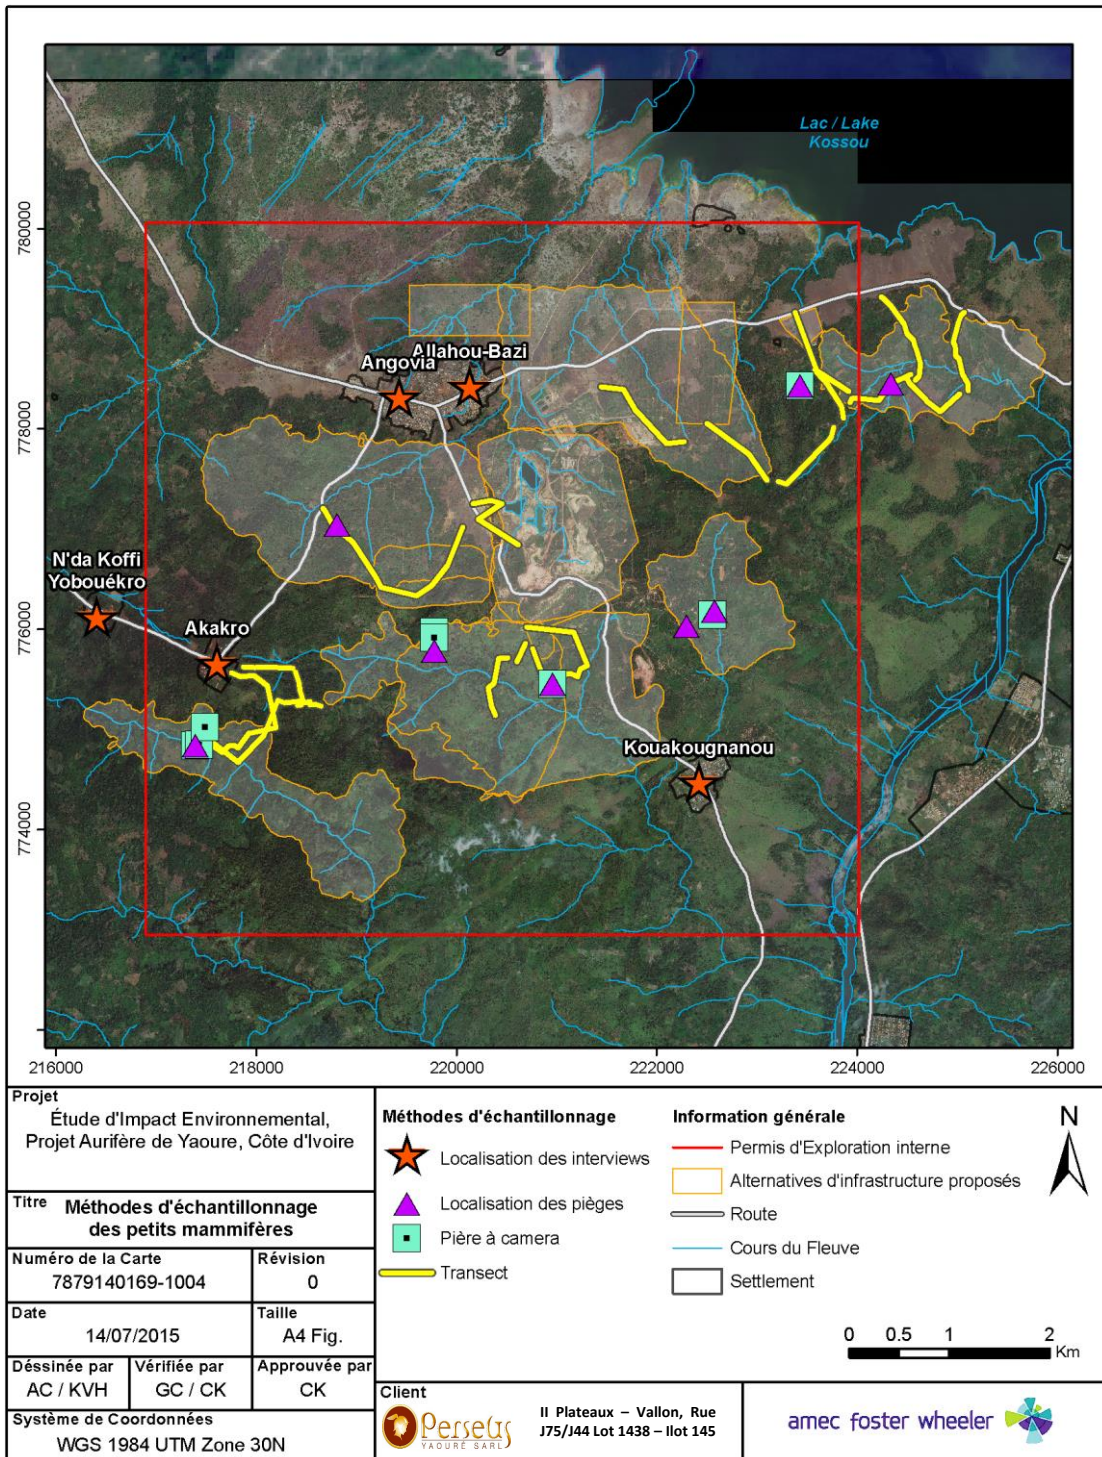 Lac / Lake
Kossou
780000
778000
776000
774000
Allahou-Bazi
Angovia
N'da Koffi
Yobouékro
Akakro
Kouakougnanou
216000
218000
220000
222000
224000
226000
Projet
Étude d'Impact Environnemental,
Projet Aurifère de Yaoure, Côte d'Ivoire
Titre
Méthodes d'échantillonnage
des petits mammifères
Numéro de la Carte
7879140169-1004
Révision
0
Date
14/07/2015
Taille
A4 Fig.
Déssinée par
AC / KVH
Vérifiée par
GC / CK
Approuvée par
CK
Système de Coordonnées
WGS 1984 UTM Zone 30N
Méthodes d'échantillonnage
Localisation des interviews
Localisation des pièges
Pière à camera
Transect
Information générale
Permis d'Exploration interne
Alternatives d'infrastructure proposés
Route
Cours du Fleuve
Settlement
N
0 0.5 1 2
Km
Client
Perseus
YAOURÉ SARL
II Plateaux – Vallon, Rue
J75/J44 Lot 1438 – Ilot 145
amec foster wheeler